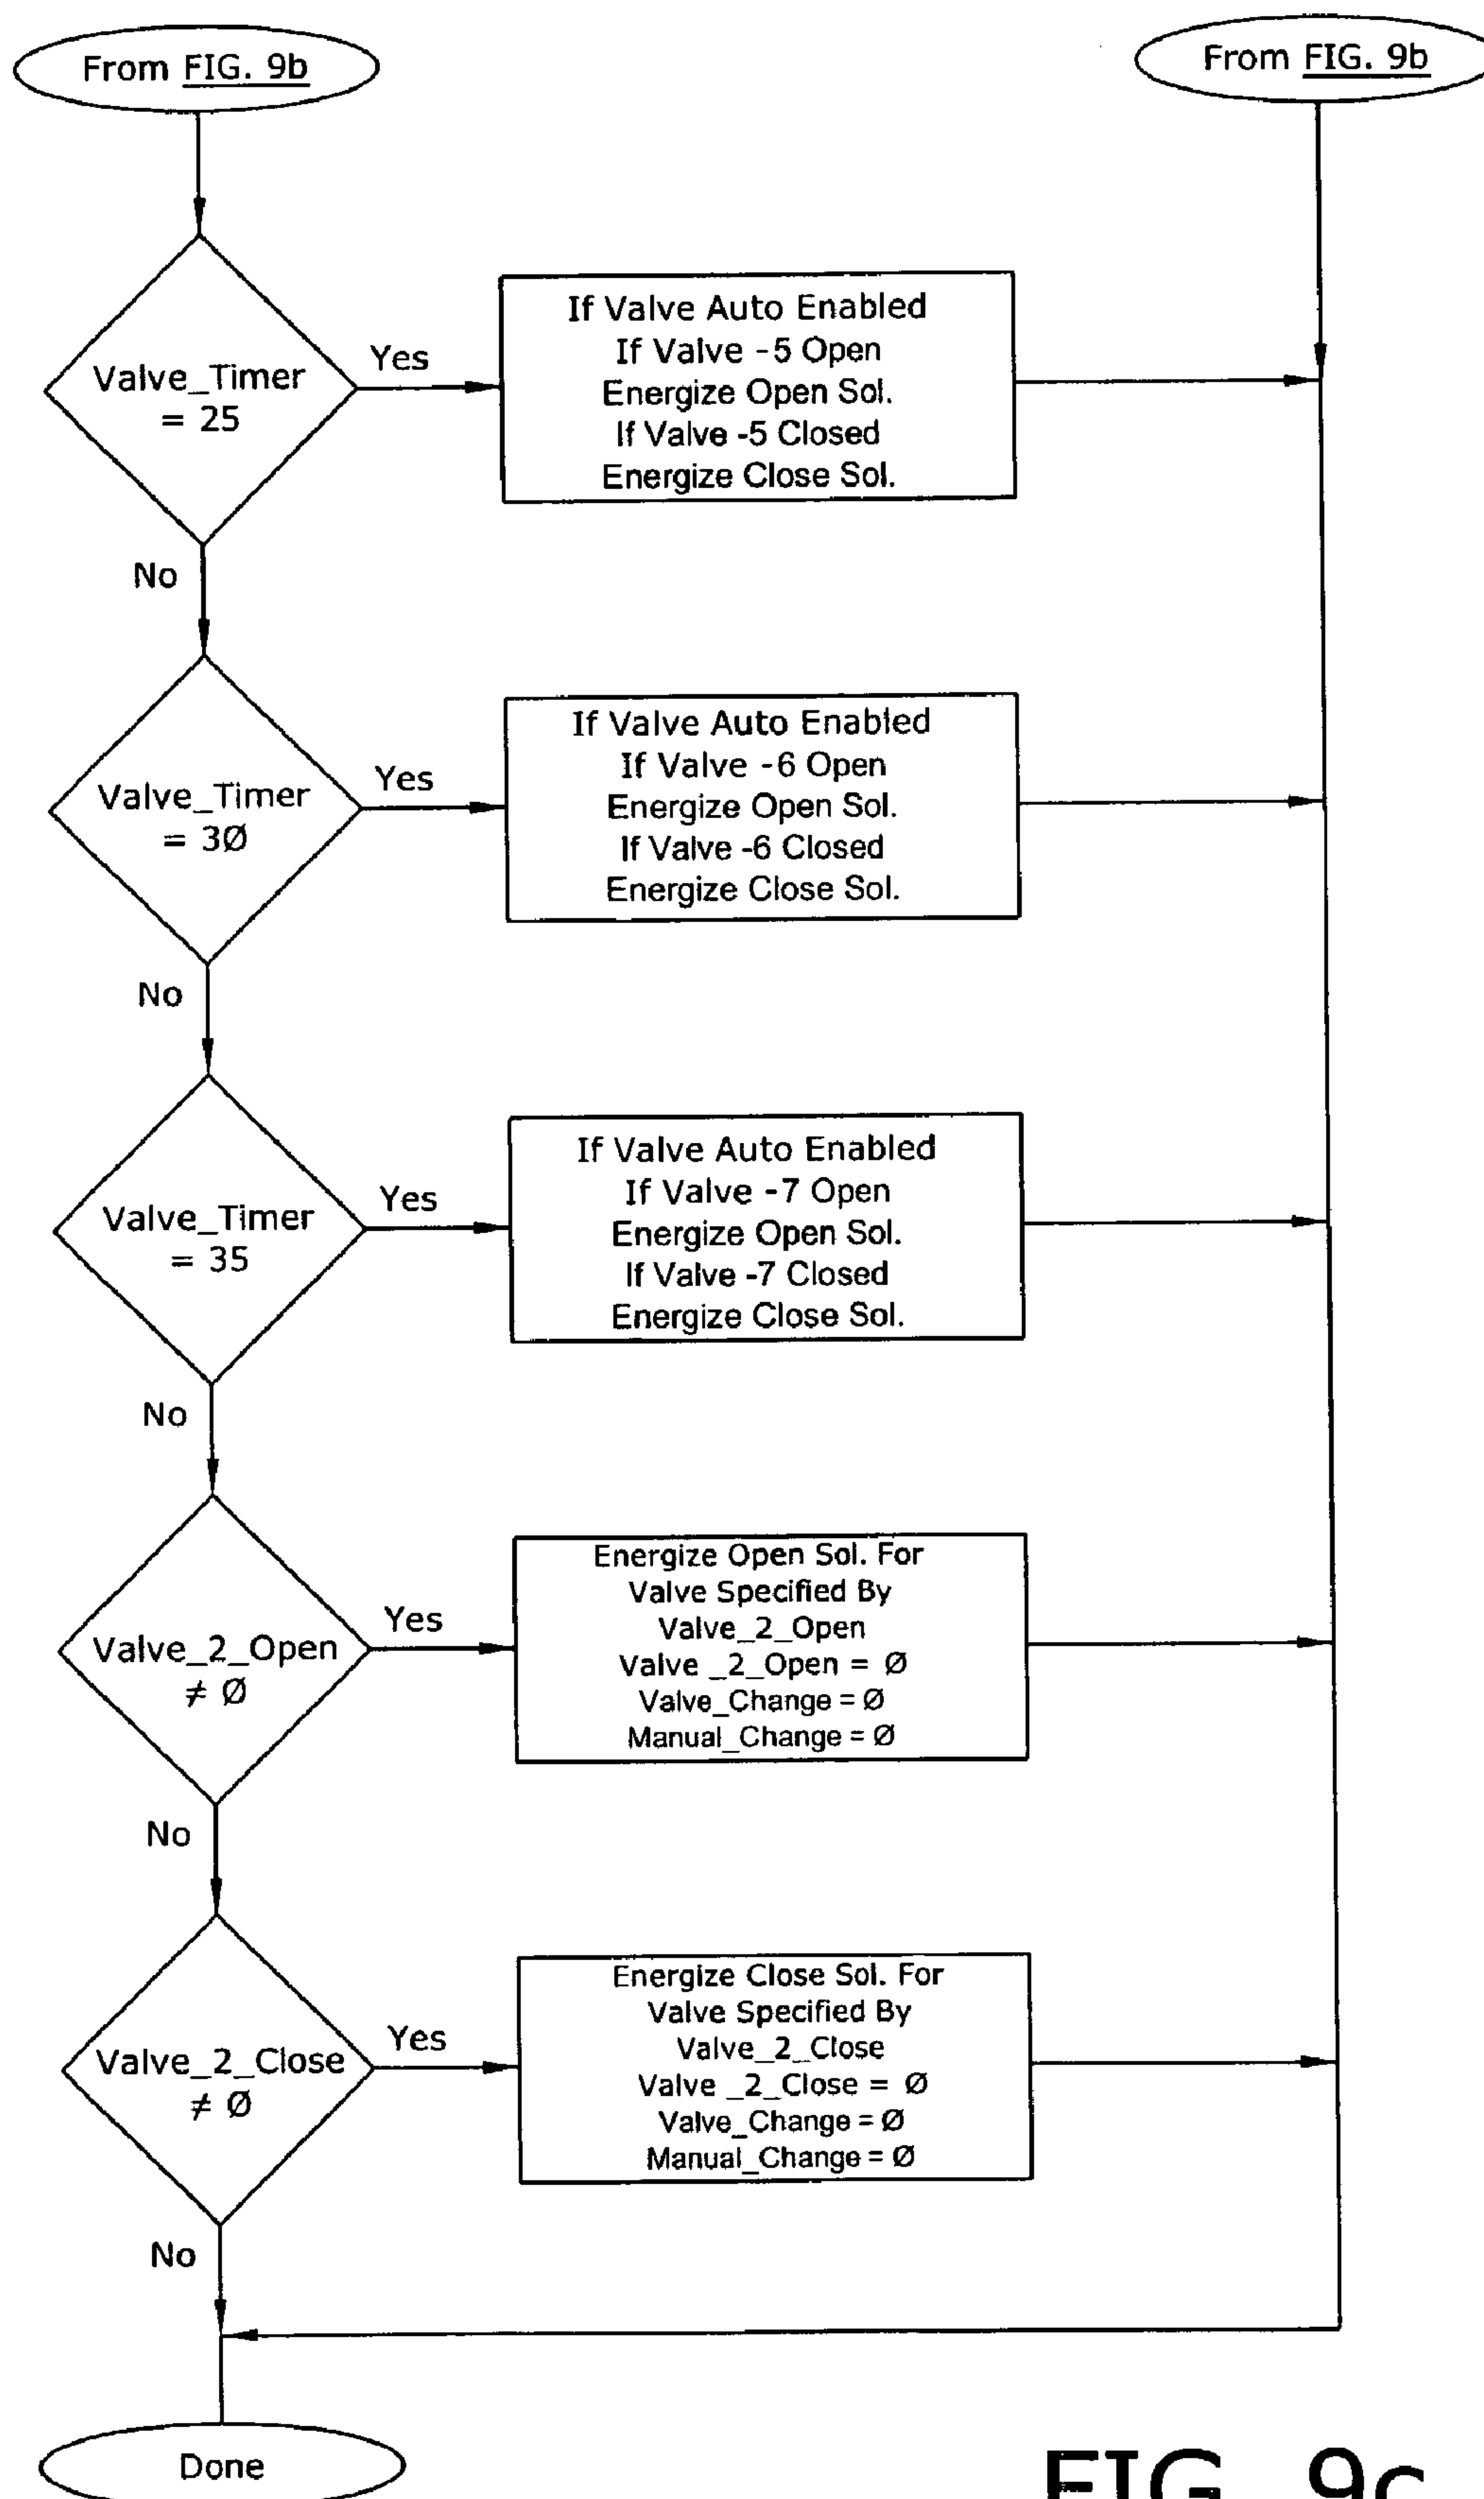 From FIG. 9b
From FIG. 9b
Valve_Timer
= 25
Yes
If Valve Auto Enabled
If Valve -5 Open
Energize Open Sol.
If Valve -5 Closed
Energize Close Sol.
No
Valve_Timer
= 3Ø
Yes
If Valve Auto Enabled
If Valve -6 Open
Energize Open Sol.
If Valve -6 Closed
Energize Close Sol.
No
Valve_Timer
= 35
Yes
If Valve Auto Enabled
If Valve -7 Open
Energize Open Sol.
If Valve -7 Closed
Energize Close Sol.
No
Valve_2_Open
≠ Ø
Yes
Energize Open Sol. For
Valve Specified By
Valve_2_Open
Valve _2_Open = Ø
Valve_Change = Ø
Manual_Change = Ø
No
Valve_2_Close
≠ Ø
Yes
Energize Close Sol. For
Valve Specified By
Valve_2_Close
Valve _2_Close = Ø
Valve_Change = Ø
Manual_Change = Ø
No
Done
FIG. 9c